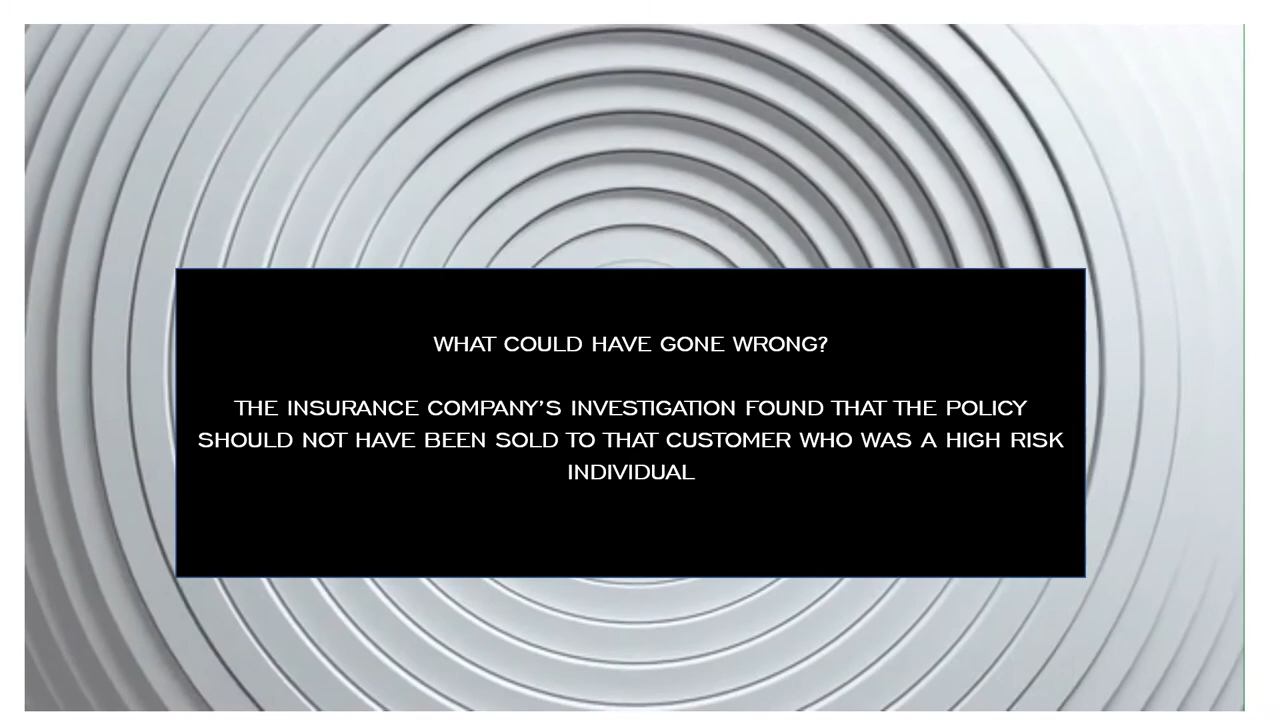 WHAT COULD HAVE GONE WRONG?
THE INSURANCE COMPANY’S INVESTIGATION FOUND THAT THE POLICY
SHOULD NOT HAVE BEEN SOLD TO THAT CUSTOMER WHO WAS A HIGH RISK
INDIVIDUAL